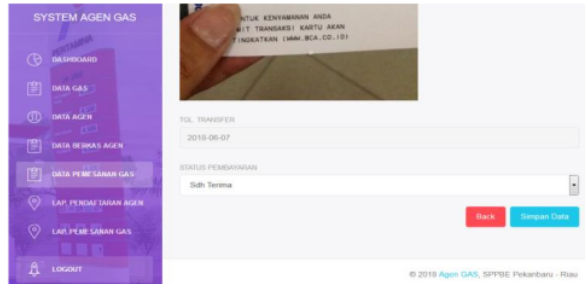 SYSTEM AGEN GAS
DASHBOARD
DATA GAS
DATA AGEN
DATA BERKAS AGEN
DATA PEMESANAN GAS
LAP. PENDAFTARAN AGEN
LAP. PEMESANAN GAS
LOGOUT
PERTAMINA
NTUK KENYAMANAN ANDA
MIT TRANSAKSI KARTU AKAN
TINGKATKAN (WWW.BCA.CO.ID)
TGL. TRANSFER
2018-06-07
STATUS PEMBAYARAN
Sdh Terima
Back
Simpan Data
© 2018 Agen GAS, SPPBE Pekanbaru - Riau